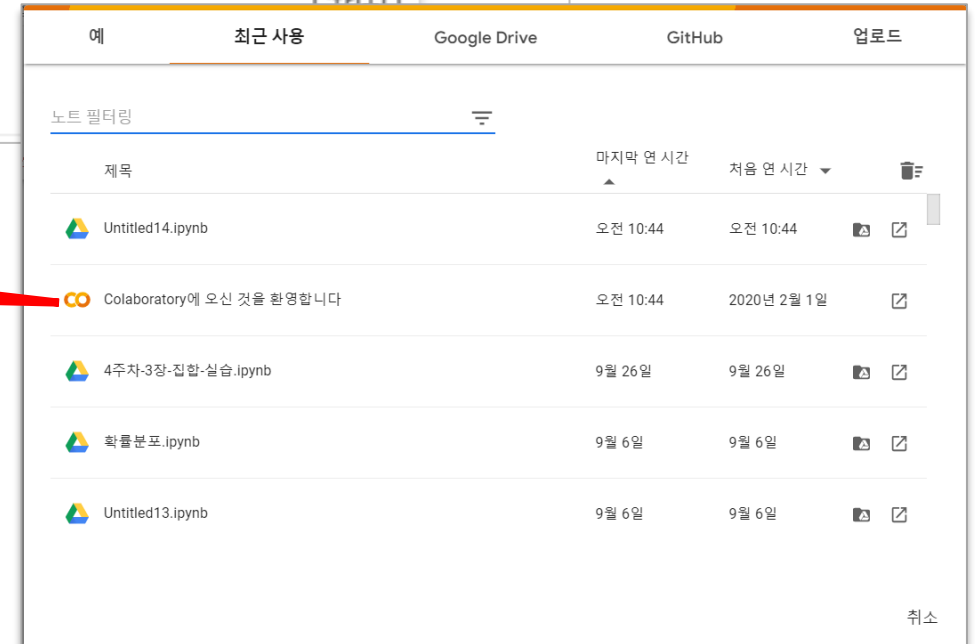 예 최근 사용 Google Drive GitHub 업로드
노트 필터링
제목 마지막 연 시간 처음 연 시간
Untitled14.ipynb 오전 10:44 오전 10:44
Colaboratory에 오신 것을 환영합니다 오전 10:44 2020년 2월 1일
4주차-3장-집합-실습.ipynb 9월 26일 9월 26일
확률분포.ipynb 9월 6일 9월 6일
Untitled13.ipynb 9월 6일 9월 6일
취소